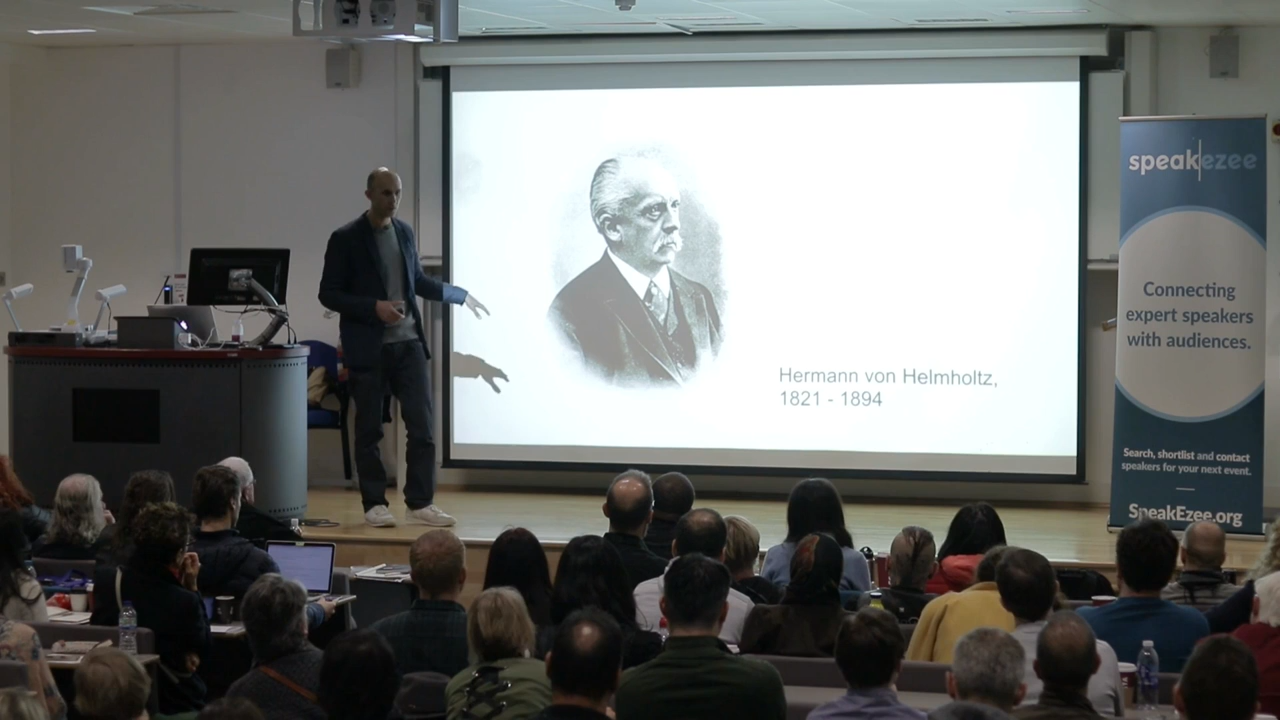 Hermann von Helmholtz,
1821 - 1894
speakezee
Connecting
expert speakers
with audiences.
Search, shortlist and contact
speakers for your next event.
SpeakEzee.org